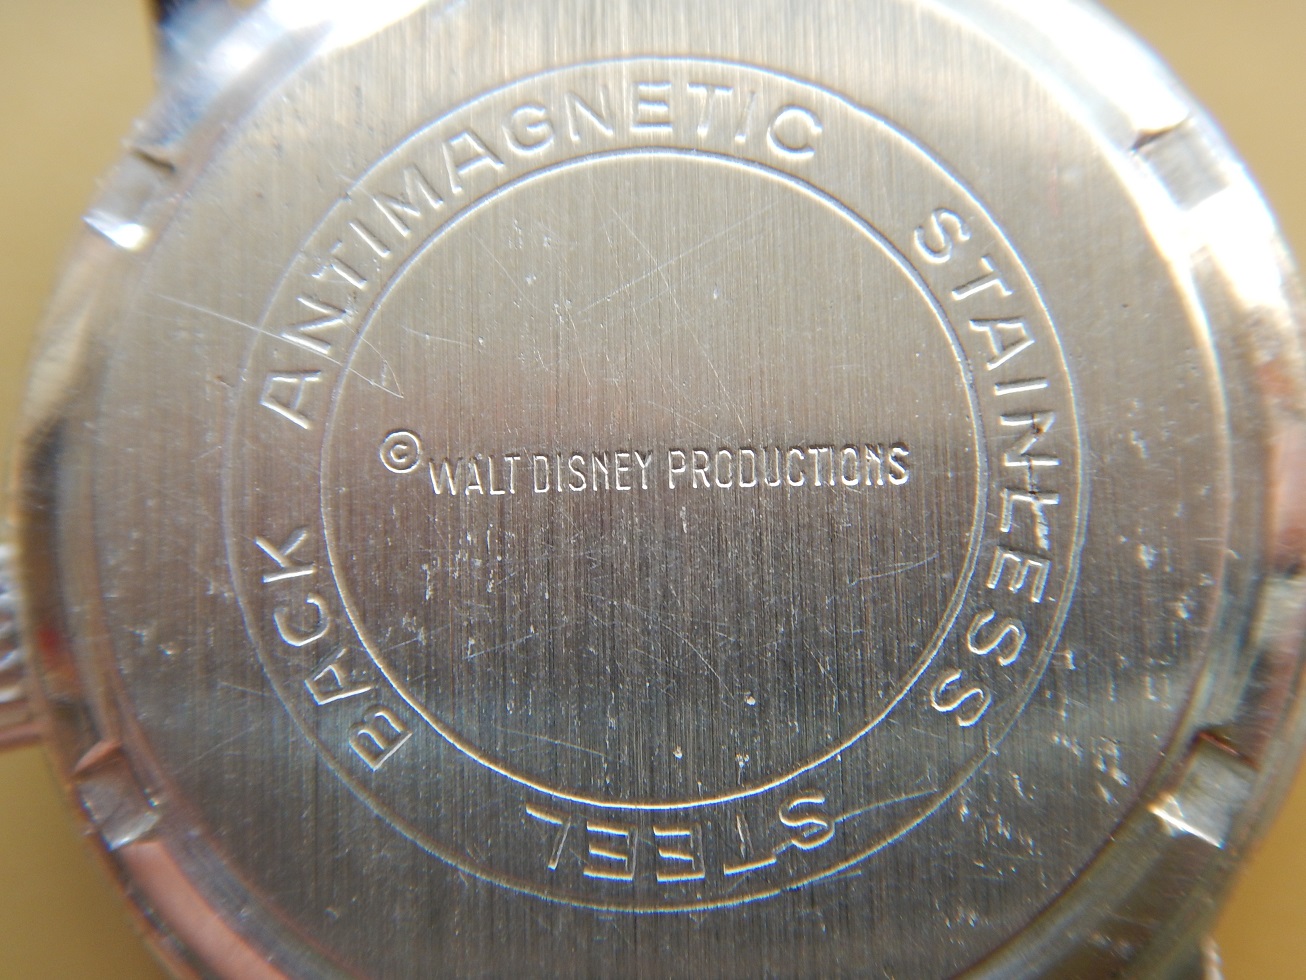 ANTIMAGNETIC STAINLESS STEEL BACK
© WALT DISNEY PRODUCTIONS